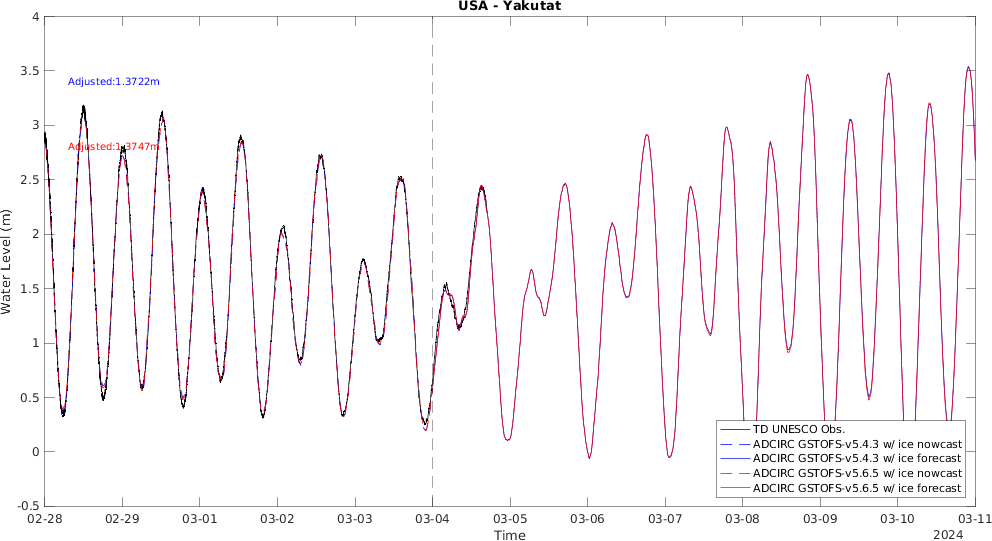 USA - Yakutat
4
3.5
3
2.5
2
1.5
1
0.5
0
-0.5
Water Level (m)
Adjusted:1.3722m
Adjusted:1.3747m
TD UNESCO Obs.
ADCIRC GSTOFS-v5.4.3 w/ ice nowcast
ADCIRC GSTOFS-v5.4.3 w/ ice forecast
ADCIRC GSTOFS-v5.6.5 w/ ice nowcast
ADCIRC GSTOFS-v5.6.5 w/ ice forecast
02-28 02-29 03-01 03-02 03-03 03-04 03-05 03-06 03-07 03-08 03-09 03-10 03-11
Time
2024